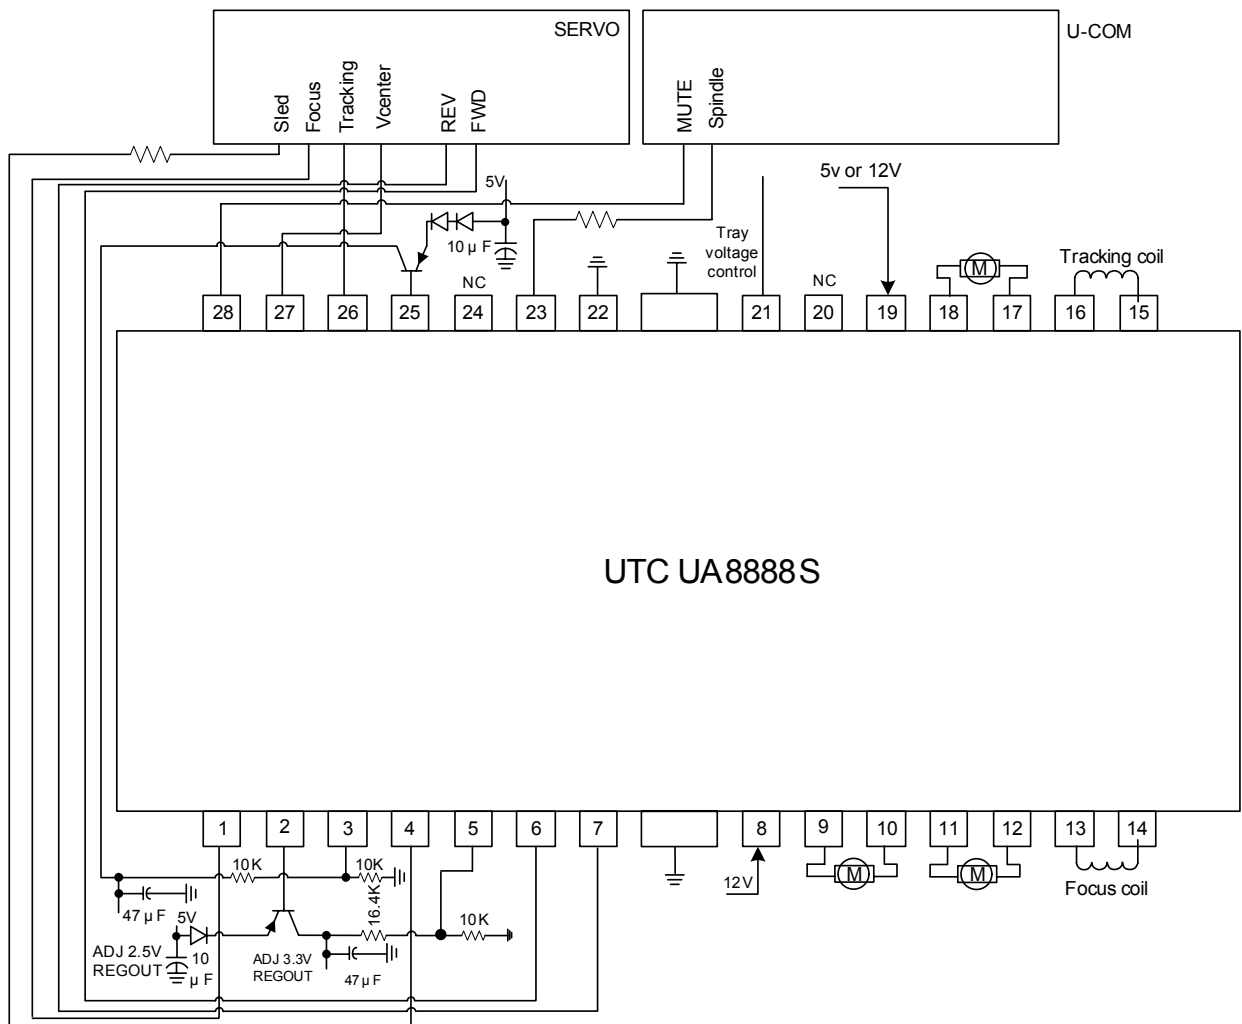 SERVO
U-COM
Sled
Focus
Tracking
Vcenter
REV
FWD
MUTE
Spindle
5V
5v or 12V
10 μ F
Tray
voltage
control
NC
NC
Tracking coil
M
28
27
26
25
24
23
22
21
20
19
18
17
16
15
UTC UA8888S
1
2
3
4
5
6
7
8
9
10
11
12
13
14
10K
10K
16.4K
10K
47 μ F
5V
12V
M
M
Focus coil
ADJ 2.5V
REGOUT
10
μ F
ADJ 3.3V
REGOUT
47 μ F